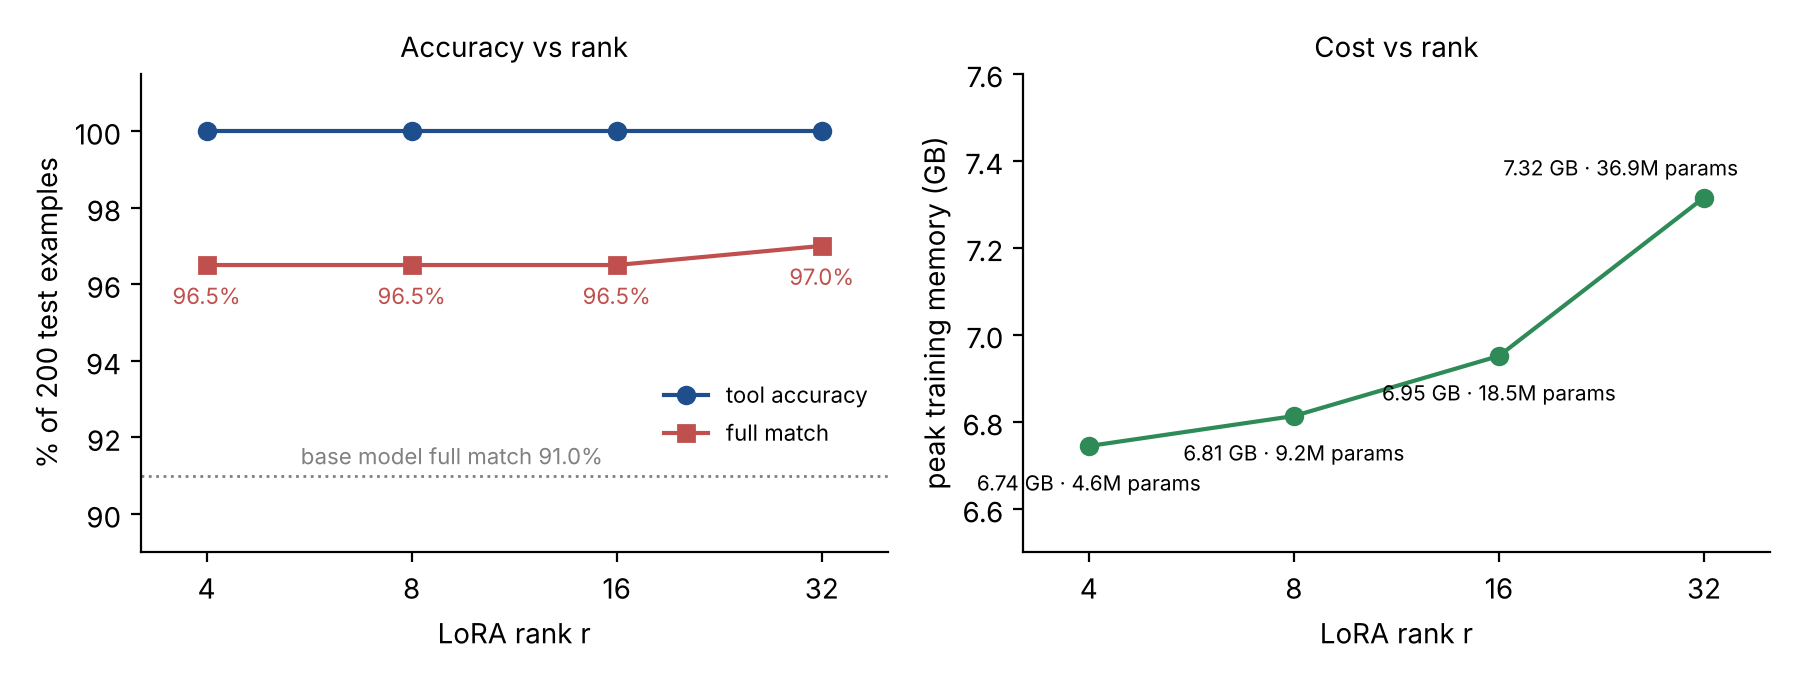 Accuracy vs rank
% of 200 test examples
100
98
96
94
92
90
96.5%
96.5%
96.5%
97.0%
tool accuracy
full match
base model full match 91.0%
4
8
16
32
LoRA rank r
Cost vs rank
peak training memory (GB)
7.6
7.4
7.2
7.0
6.8
6.6
7.32 GB · 36.9M params
6.95 GB · 18.5M params
6.81 GB · 9.2M params
6.74 GB · 4.6M params
4
8
16
32
LoRA rank r